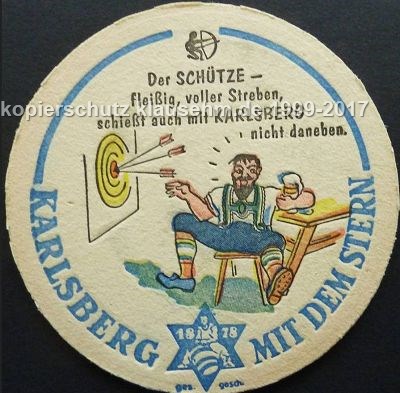 Der SCHÜTZE –
fleißig, voller Streben,
kopierschutz klausehm.de 1999-2017
schießt auch mit KARLSBERG
nicht daneben.
KARLSBERG MIT DEM STERN
18 78
ges. gesch.